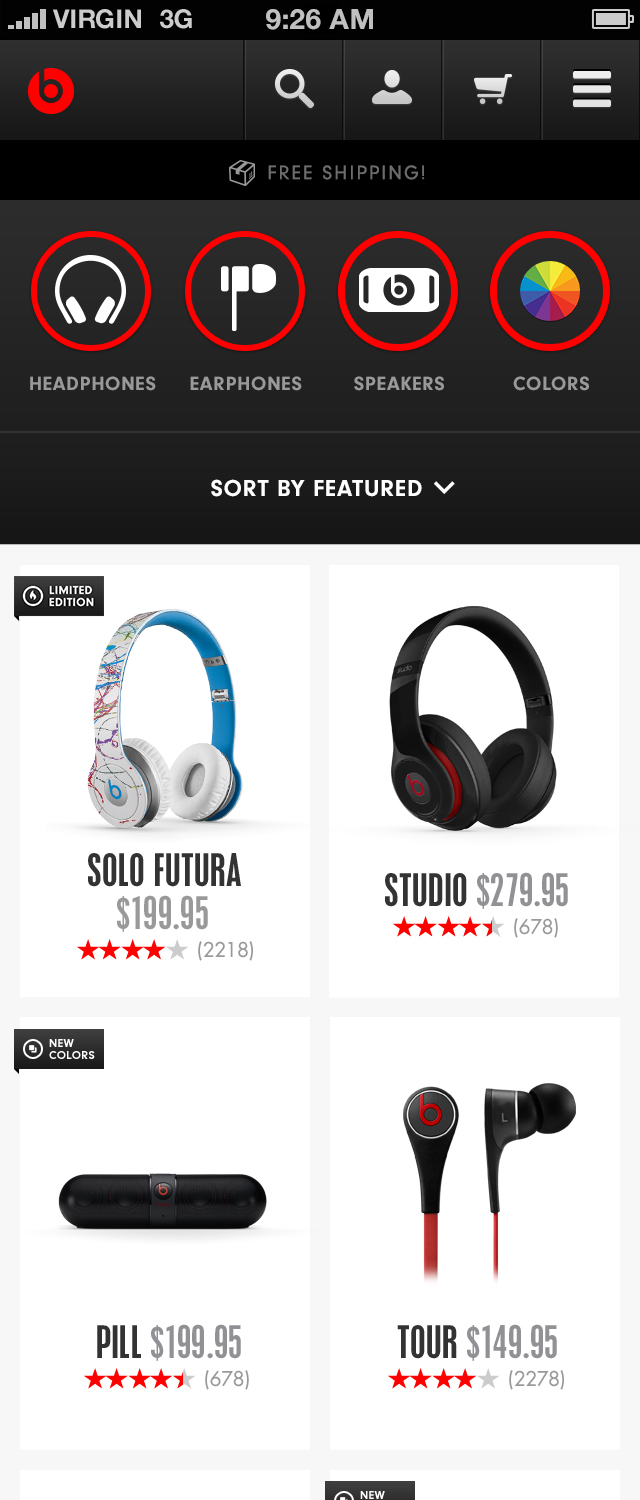 VIRGIN 3G 9:26 AM
FREE SHIPPING!
HEADPHONES EARPHONES SPEAKERS COLORS
SORT BY FEATURED
LIMITED
EDITION
studio
SOLO FUTURA
$199.95
(2218)
STUDIO $279.95
(678)
NEW
COLORS
L
PILL $199.95
(678)
TOUR $149.95
(2278)
NEW